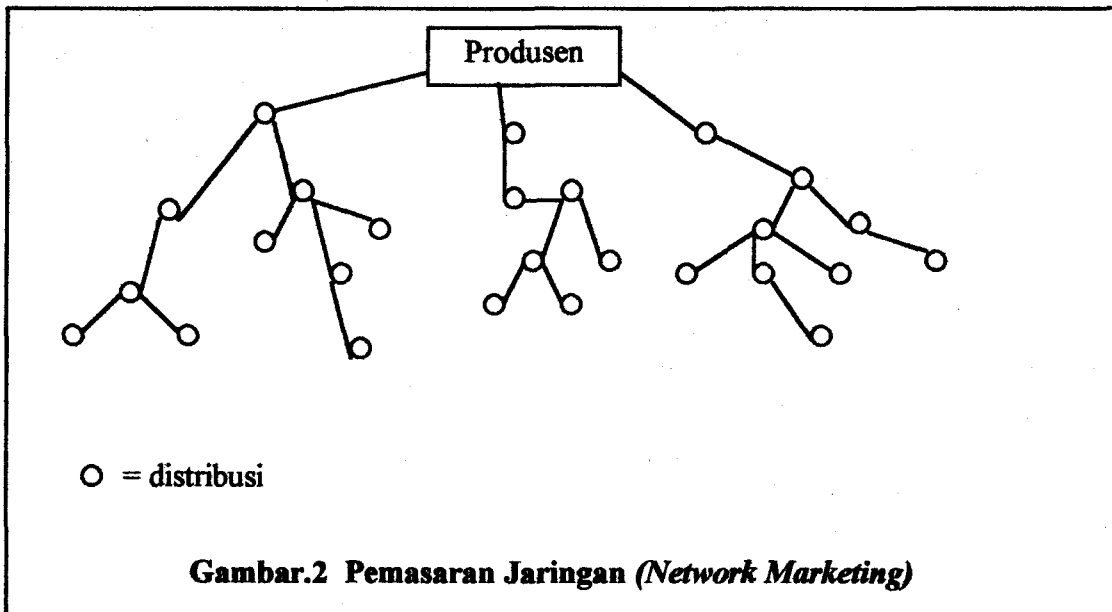 Produsen
= distribusi
Gambar.2 Pemasaran Jaringan (Network Marketing)